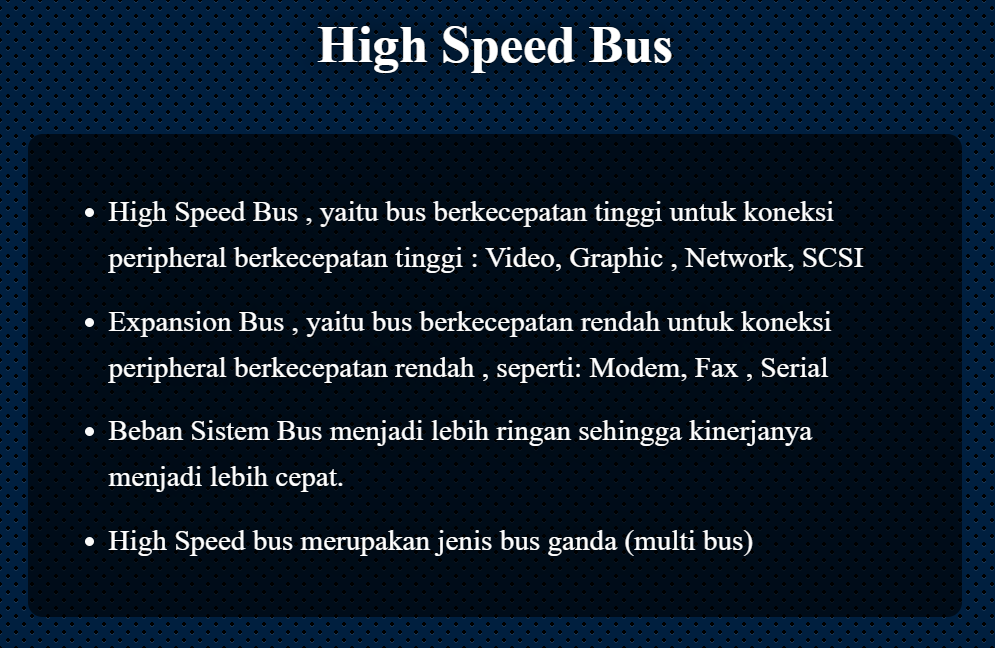 High Speed Bus
• High Speed Bus , yaitu bus berkecepatan tinggi untuk koneksi
peripheral berkecepatan tinggi : Video, Graphic , Network, SCSI
• Expansion Bus , yaitu bus berkecepatan rendah untuk koneksi
peripheral berkecepatan rendah , seperti: Modem, Fax , Serial
• Beban Sistem Bus menjadi lebih ringan sehingga kinerjanya
menjadi lebih cepat.
• High Speed bus merupakan jenis bus ganda (multi bus)